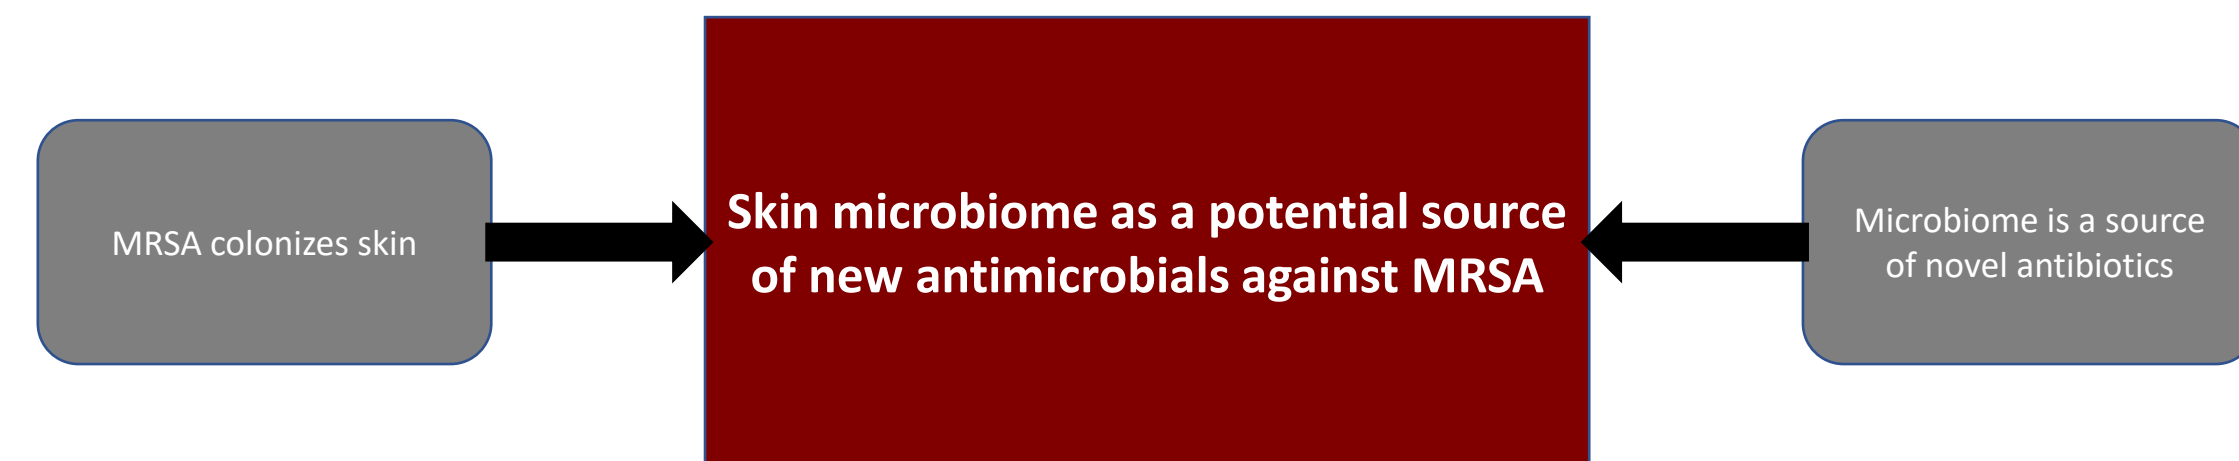 MRSA colonizes skin
Skin microbiome as a potential source
of new antimicrobials against MRSA
Microbiome is a source
of novel antibiotics